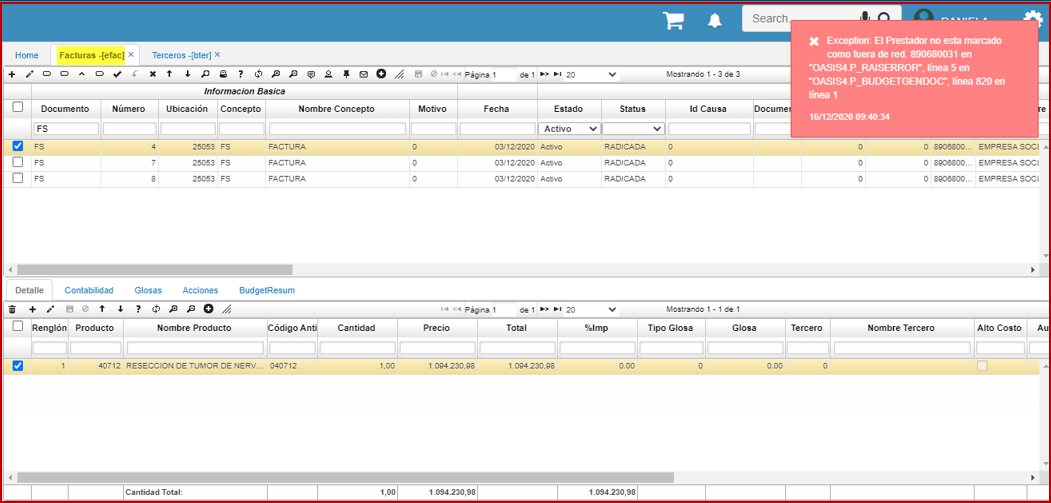 Search...
DANIELA
Exception: El Prestador no esta marcado
como fuera de red. 890680031 en
"OASIS4.P_RAISERROR", línea 5 en
"OASIS4.P_BUDGETGENDOC", línea 820 en
línea 1
16/12/2020 09:40:34
Home Facturas -[efac] × Terceros -[bter] ×
Página 1 de 1 20 Mostrando 1 - 3 de 3
Informacion Basica
Documento Número Ubicación Concepto Nombre Concepto Motivo Fecha Estado Status Id Causa
FS Activo
FS 4 25053 FS FACTURA 0 03/12/2020 Activo RADICADA 0 0 0 8906800... EMPRESA SOCI
FS 7 25053 FS FACTURA 0 03/12/2020 Activo RADICADA 0 0 0 8906800... EMPRESA SOCI
FS 8 25053 FS FACTURA 0 03/12/2020 Activo RADICADA 0 0 0 8906800... EMPRESA SOCI
Detalle Contabilidad Glosas Acciones BudgetResum
Página 1 de 1 20 Mostrando 1 - 1 de 1
Renglón Producto Nombre Producto Código Anti Cantidad Precio Total %Imp Tipo Glosa Glosa Tercero Nombre Tercero Alto Costo Au
1 40712 RESECCION DE TUMOR DE NERV... 040712 1,00 1.094.230,98 1.094.230,98 0.00 0 0.00 0
Cantidad Total: 1,00 1.094.230,98 1.094.230,98